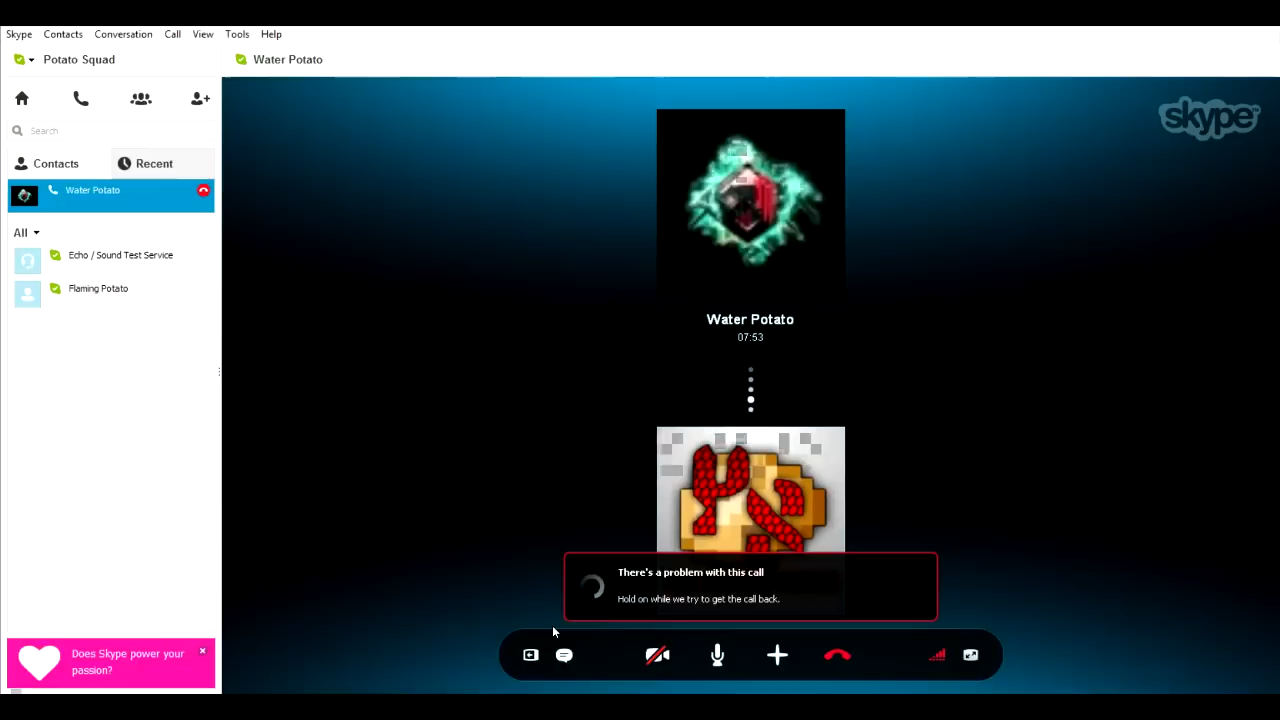 Skype Contacts Conversation Call View Tools Help
Potato Squad
Water Potato
skype™
Search
Contacts
Recent
Water Potato
All
Echo / Sound Test Service
Flaming Potato
Water Potato
07:53
There's a problem with this call
Hold on while we try to get the call back.
Does Skype power your
passion?